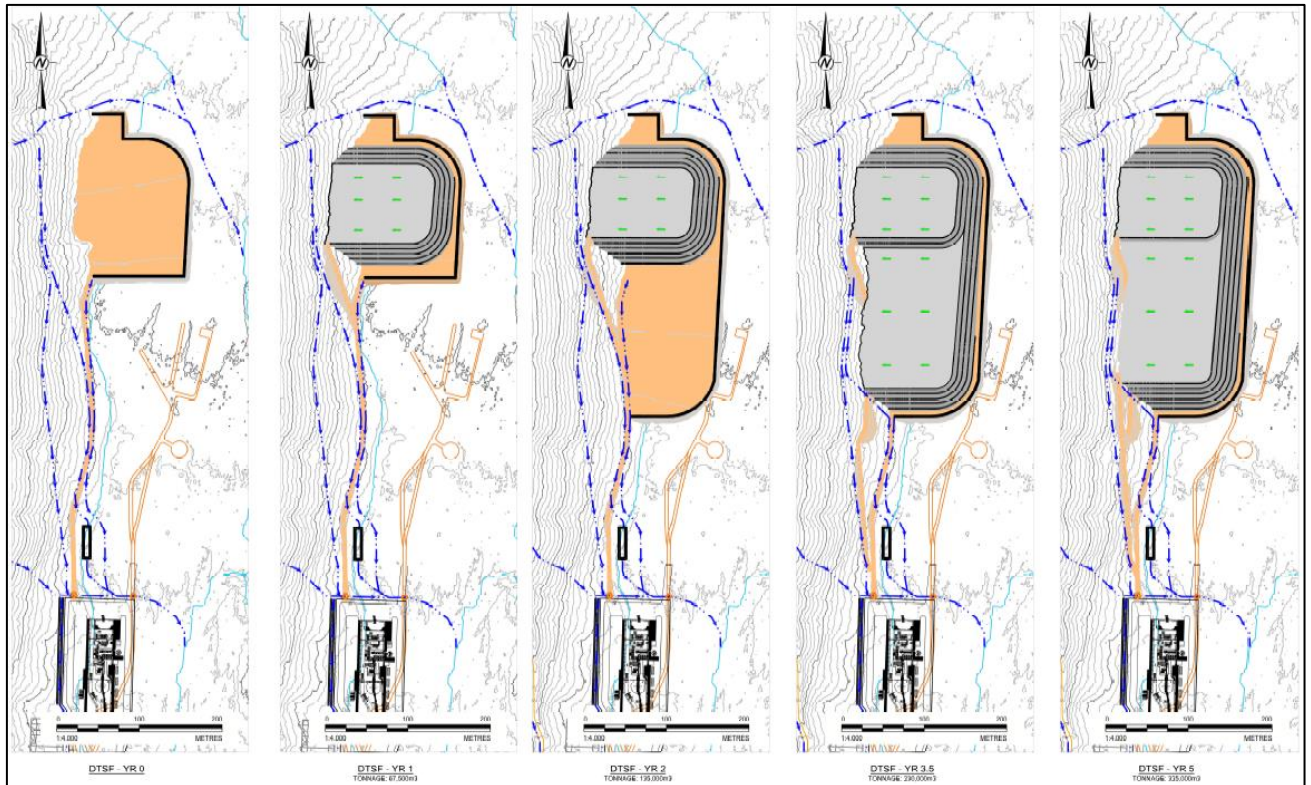 N
N
N
N
N
0 100 200
1:4,000 METRES
DTSF - YR 0
0 100 200
1:4,000 METRES
DTSF - YR 1
TONNAGE: 67,500m3
0 100 200
1:4,000 METRES
DTSF - YR 2
TONNAGE: 135,000m3
0 100 200
1:4,000 METRES
DTSF - YR 3.5
TONNAGE: 230,000m3
0 100 200
1:4,000 METRES
DTSF - YR 5
TONNAGE: 335,000m3